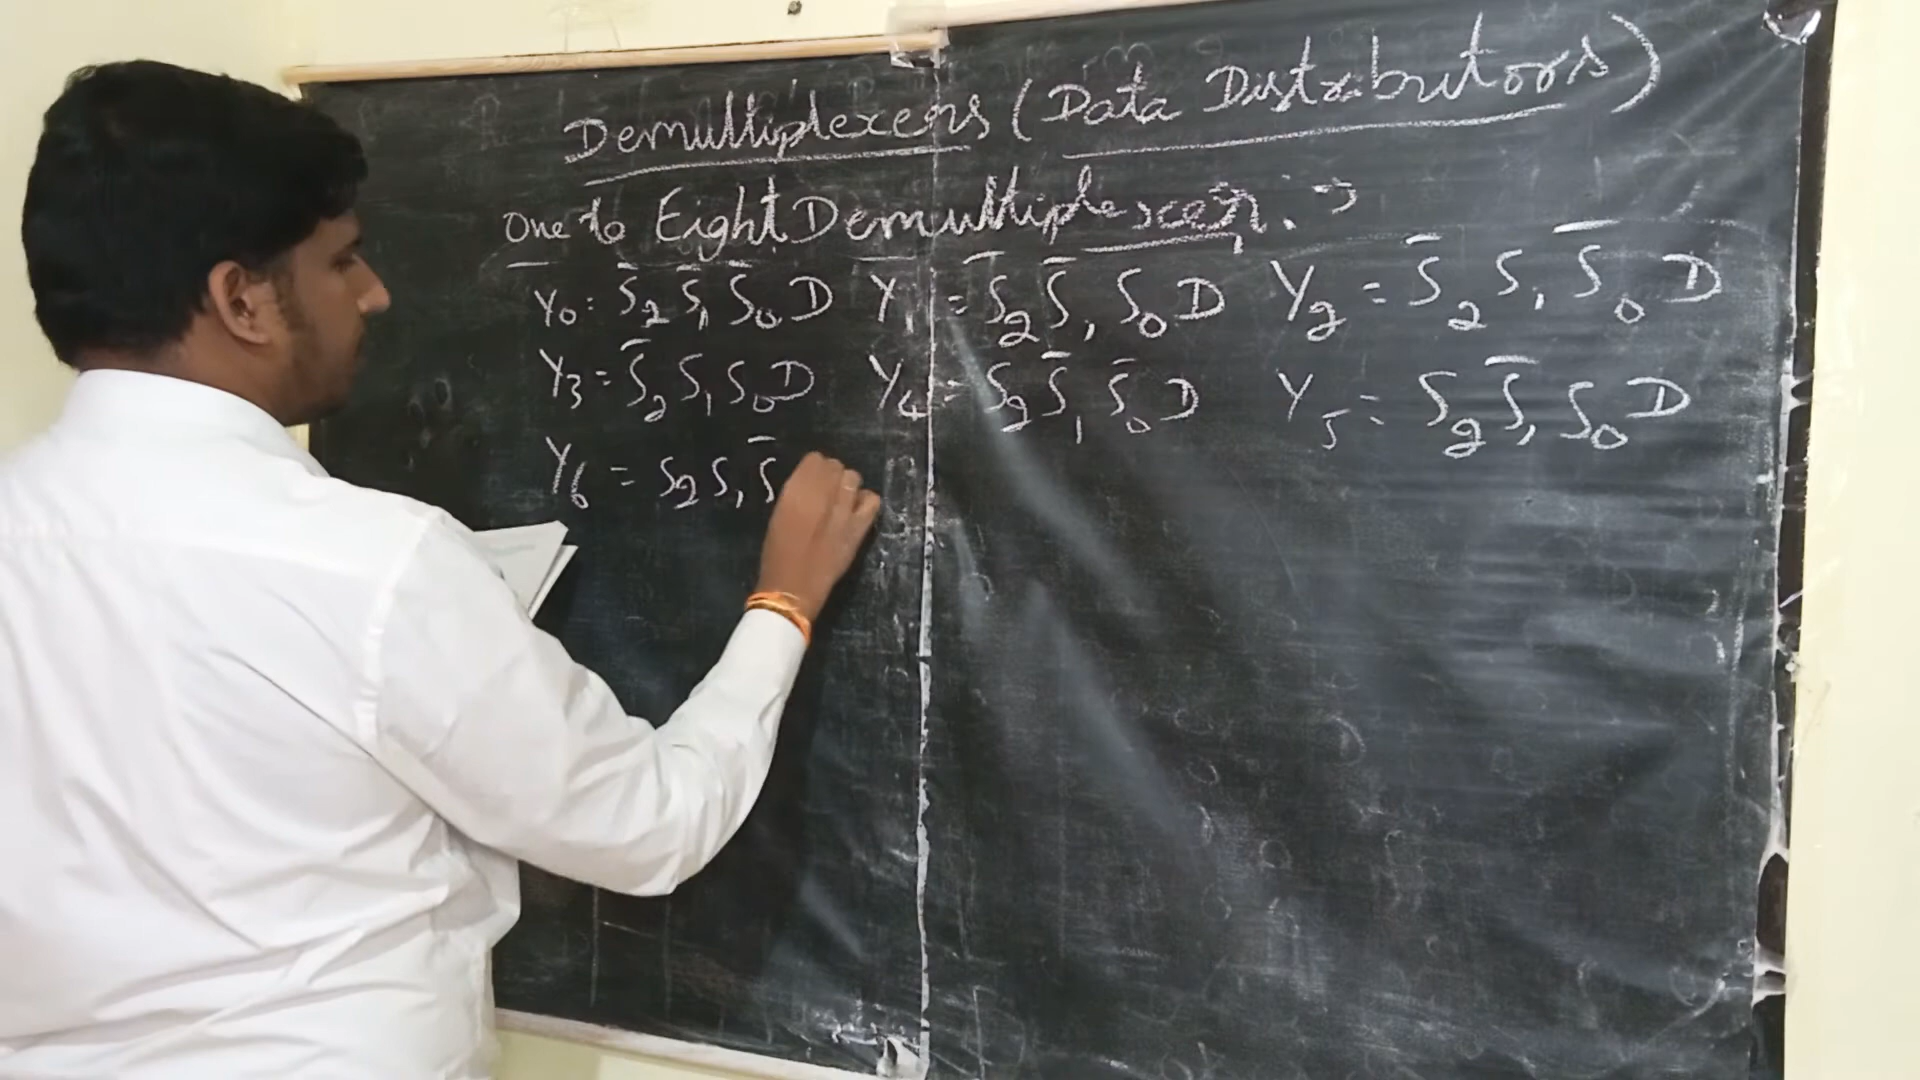 Demultiplexers (Data Distributors)
One to Eight Demultiplexer :-
Y₀ = S̅₂ S̅₁ S̅₀ D Y₁ = S̅₂ S̅₁ S₀ D Y₂ = S̅₂ S₁ S̅₀ D
Y₃ = S̅₂ S₁ S₀ D Y₄ = S₂ S̅₁ S̅₀ D Y₅ = S₂ S̅₁ S₀ D
Y₆ = S₂ S₁ S̅